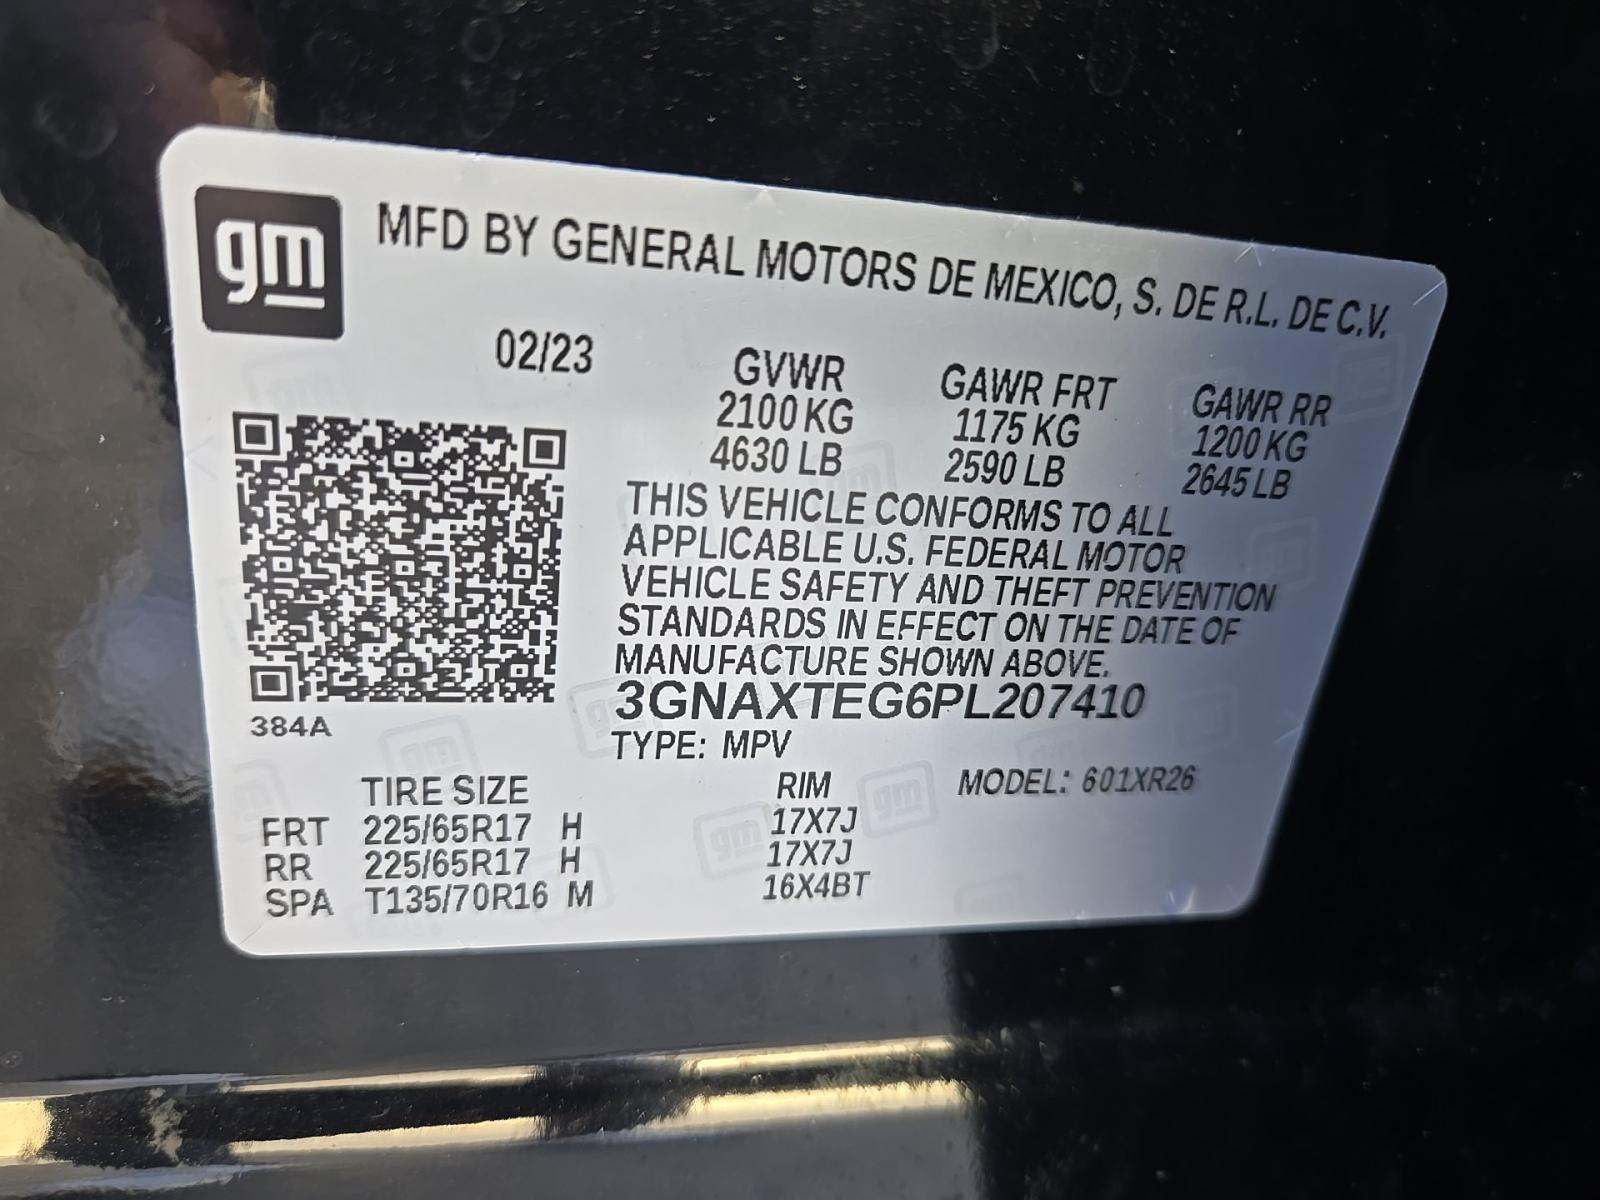 gm
MFD BY GENERAL MOTORS DE MEXICO, S. DE R.L. DE C.V.
02/23
GVWR GAWR FRT GAWR RR
2100 KG 1175 KG 1200 KG
4630 LB 2590 LB 2645 LB
THIS VEHICLE CONFORMS TO ALL
APPLICABLE U.S. FEDERAL MOTOR
VEHICLE SAFETY AND THEFT PREVENTION
STANDARDS IN EFFECT ON THE DATE OF
MANUFACTURE SHOWN ABOVE.
3GNAXTEG6PL207410
384A
TYPE: MPV
TIRE SIZE RIM MODEL: 601XR26
FRT 225/65R17 H 17X7J
RR 225/65R17 H 17X7J
SPA T135/70R16 M 16X4BT